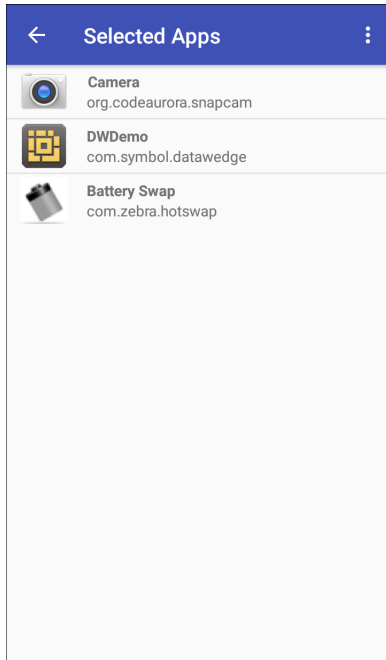 Selected Apps
Camera
org.codeaurora.snapcam
DWDemo
com.symbol.datawedge
Battery Swap
com.zebra.hotswap